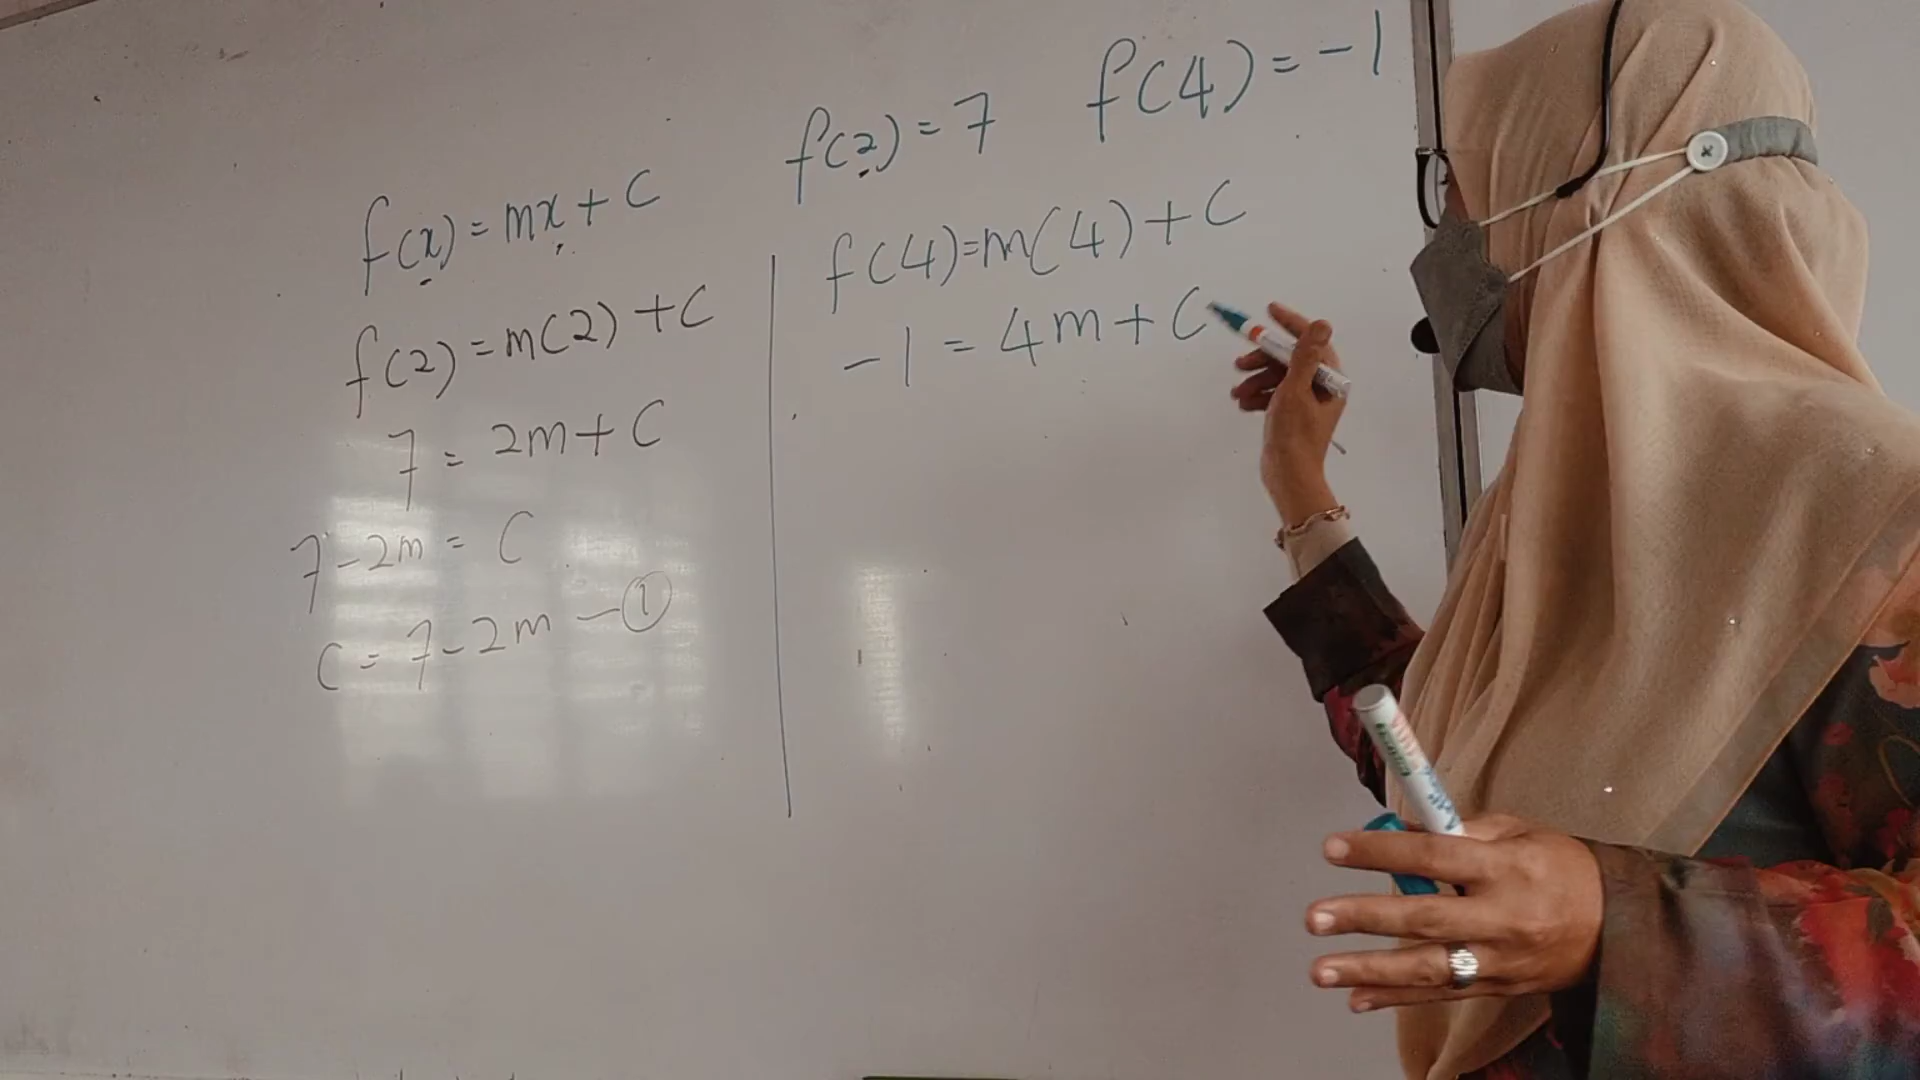 f(2) = 7
f(4) = -1
f(x) = mx + C
f(2) = m(2) + C
7 = 2m + C
7 - 2m = C
C = 7 - 2m - ①
f(4) = m(4) + C
-1 = 4m + C